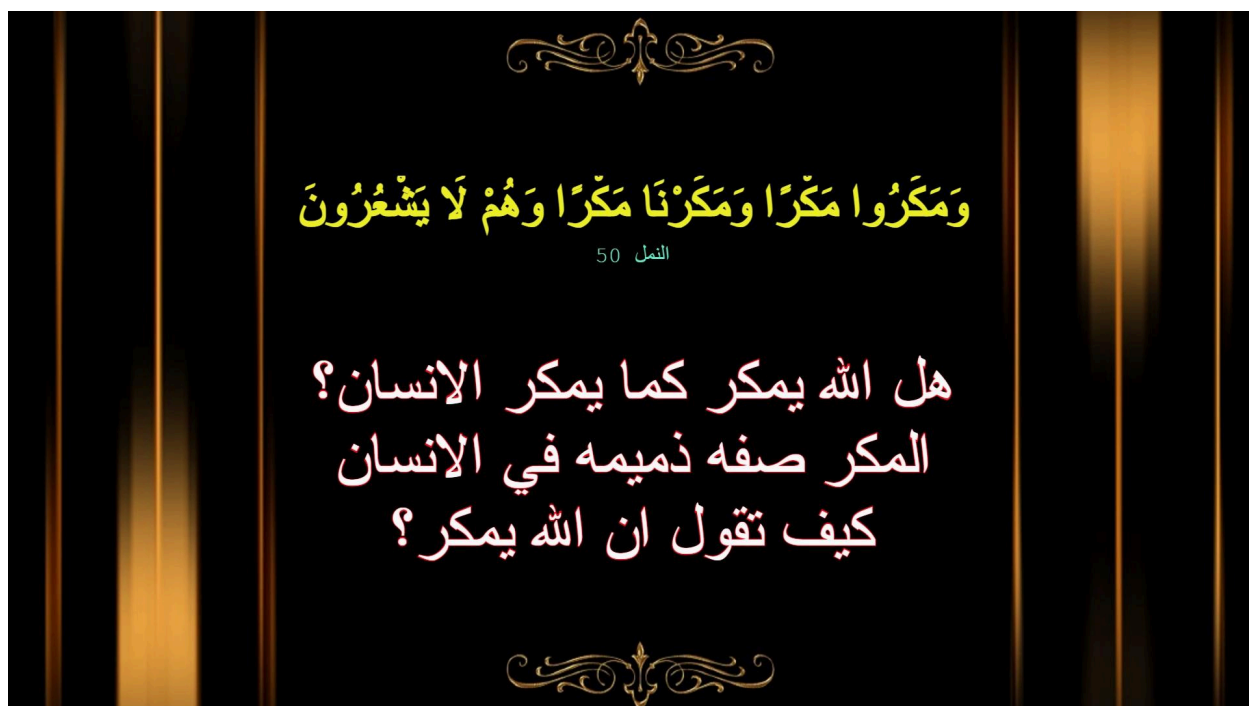 وَمَكَرُوا مَكْرًا وَمَكَرْنَا مَكْرًا وَهُمْ لَا يَشْعُرُونَ
النمل 50
هل الله يمكر كما يمكر الانسان؟
المكر صفه ذميمه في الانسان
كيف تقول ان الله يمكر؟